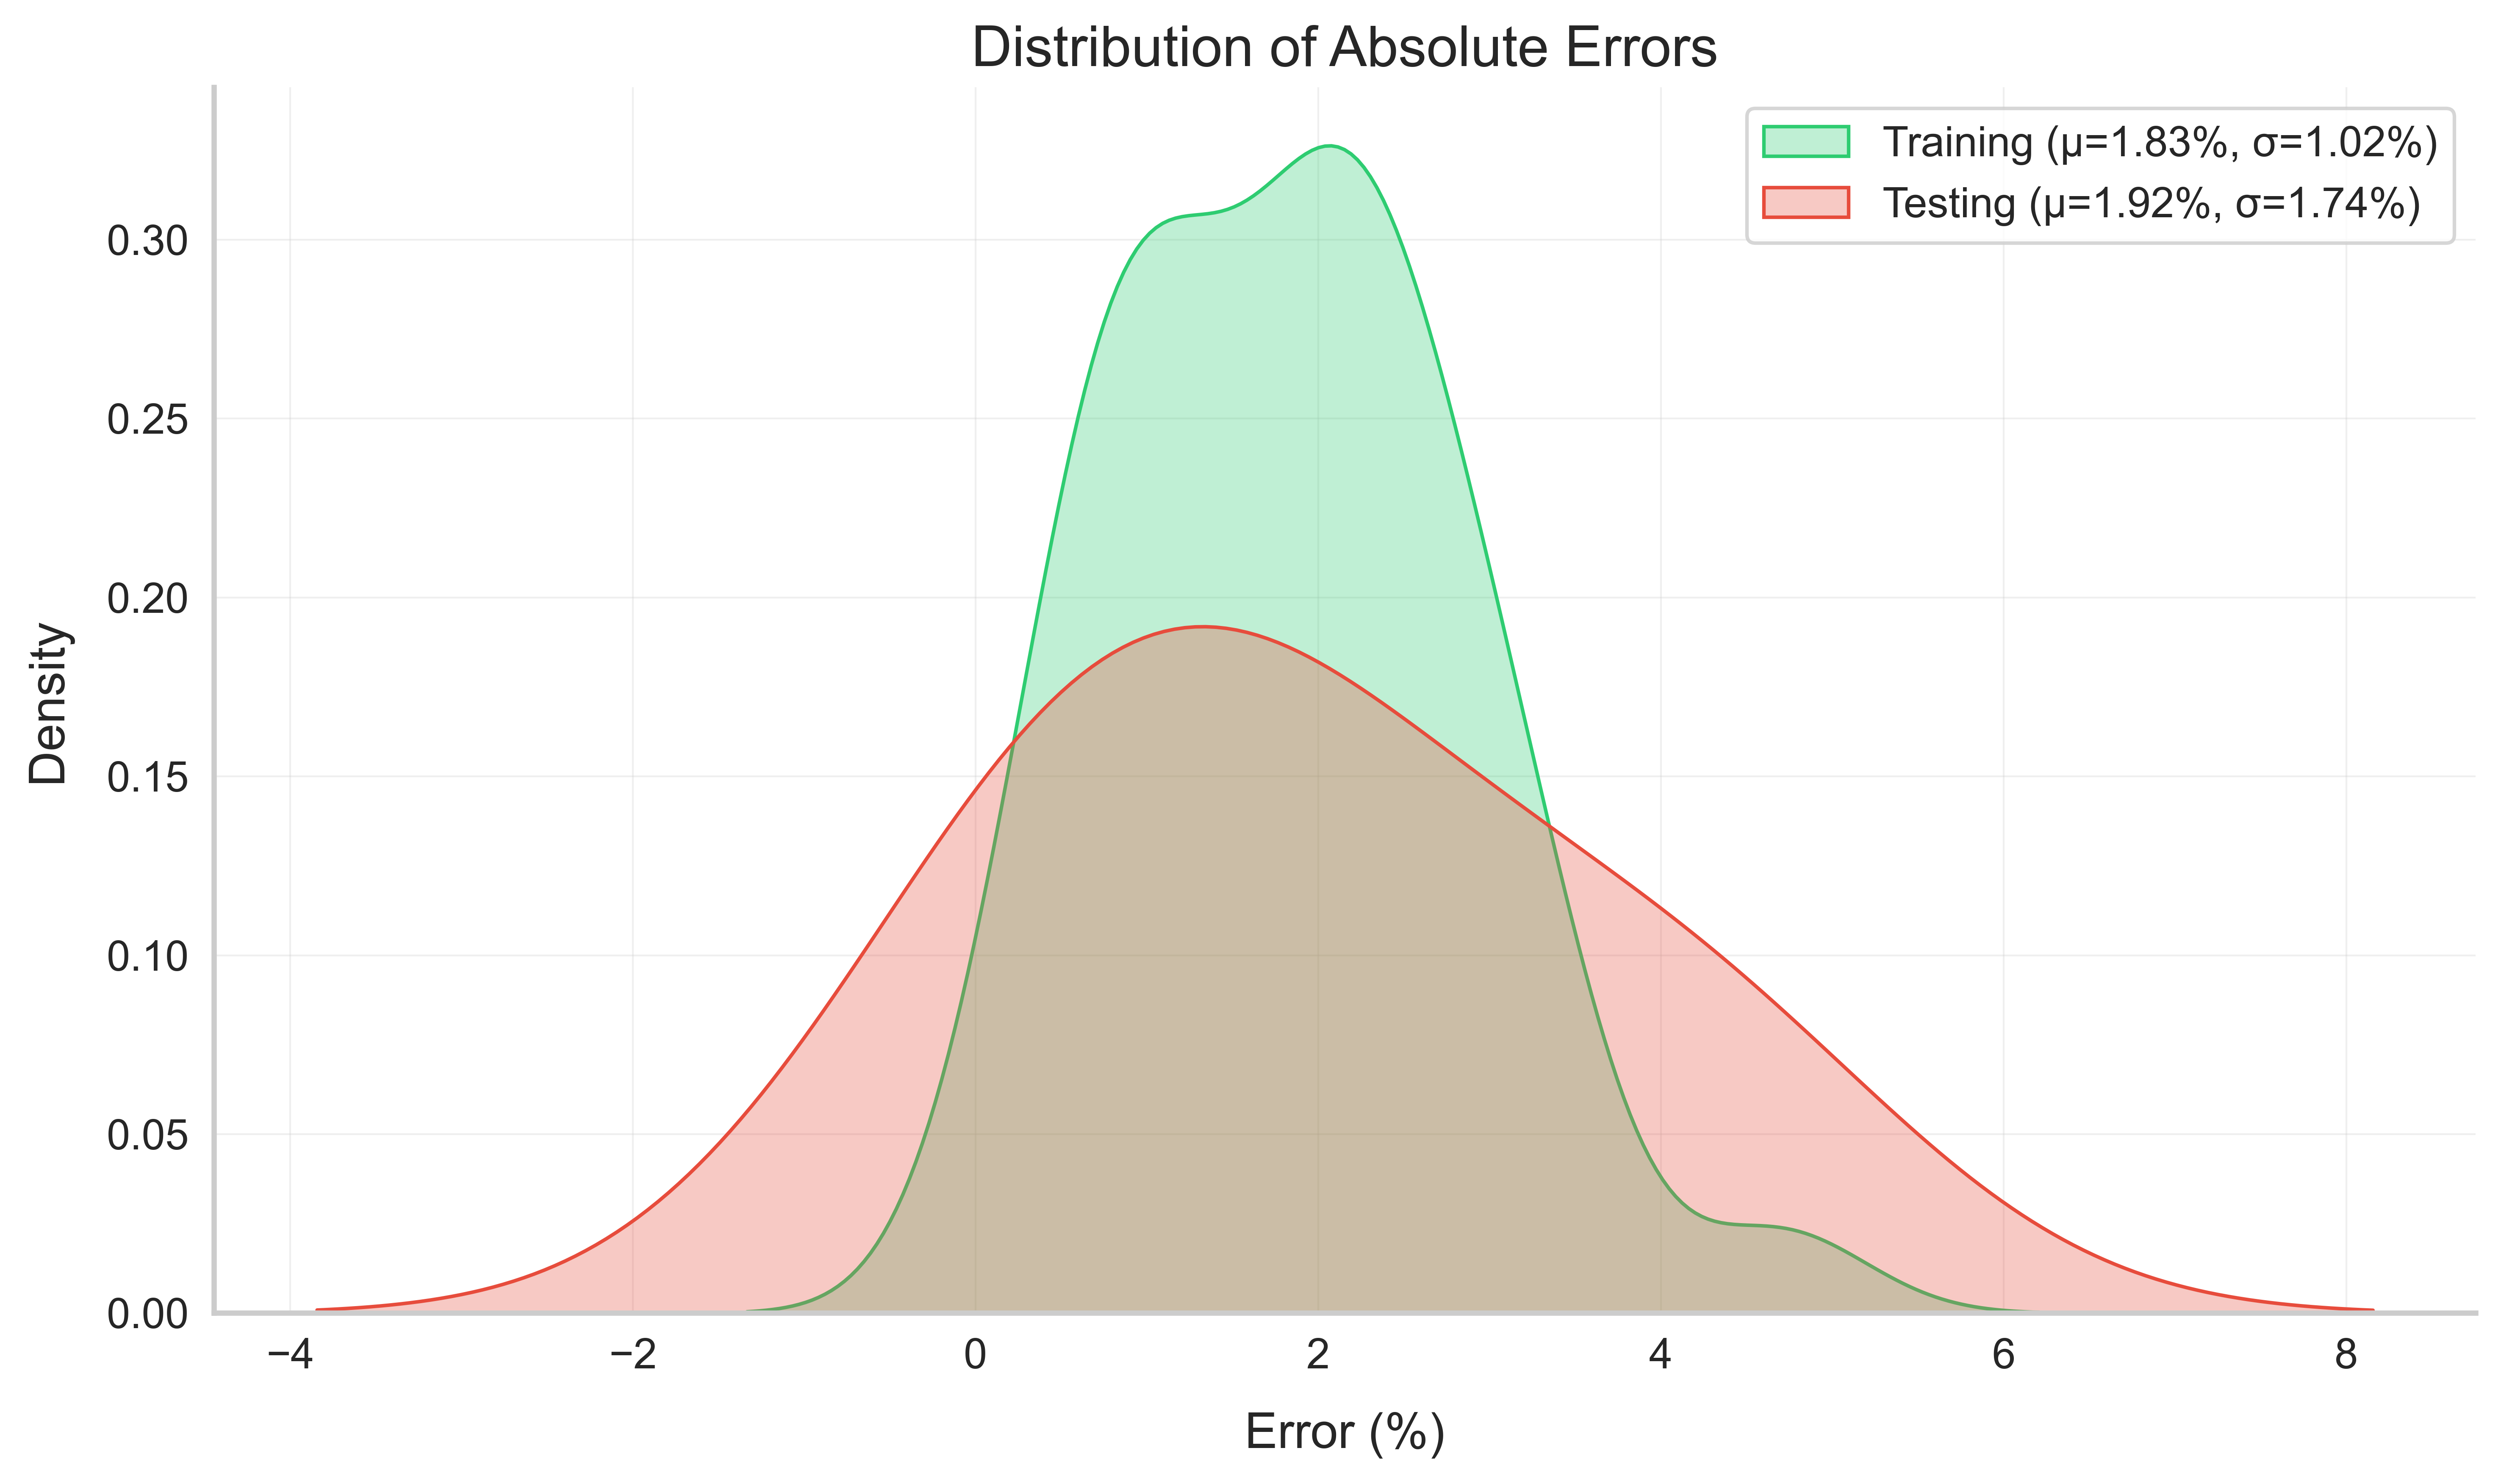 Distribution of Absolute Errors
Training (μ=1.83%, σ=1.02%)
Testing (μ=1.92%, σ=1.74%)
Density
0.30
0.25
0.20
0.15
0.10
0.05
0.00
−4 −2 0 2 4 6 8
Error (%)